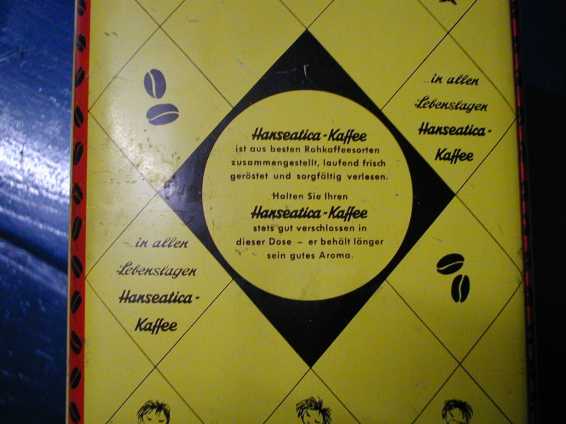 ...in allen
Lebenslagen
Hanseatica-
Kaffee
Hanseatica-Kaffee
ist aus besten Rohkaffeesorten
zusammengestellt, laufend frisch
geröstet und sorgfältig verlesen.
Halten Sie Ihren
Hanseatica-Kaffee
stets gut verschlossen in
dieser Dose – er behält länger
sein gutes Aroma.
...in allen
Lebenslagen
Hanseatica-
Kaffee